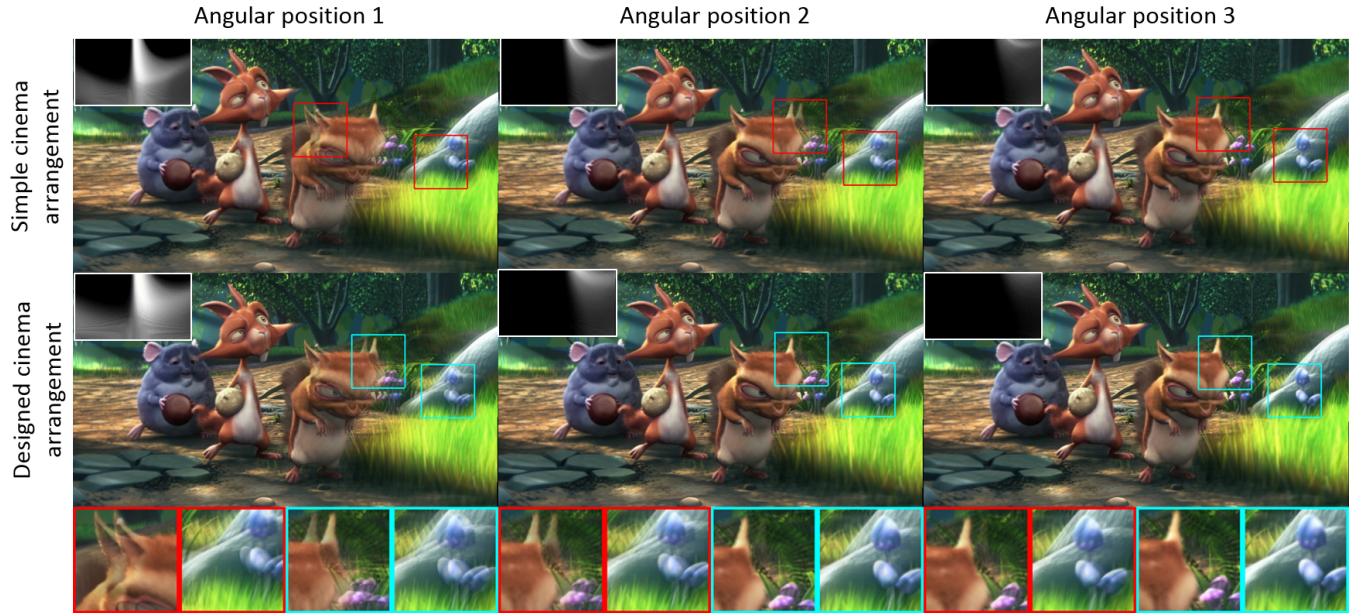 Angular position 1
Angular position 2
Angular position 3
Simple cinema
arrangement
Designed cinema
arrangement